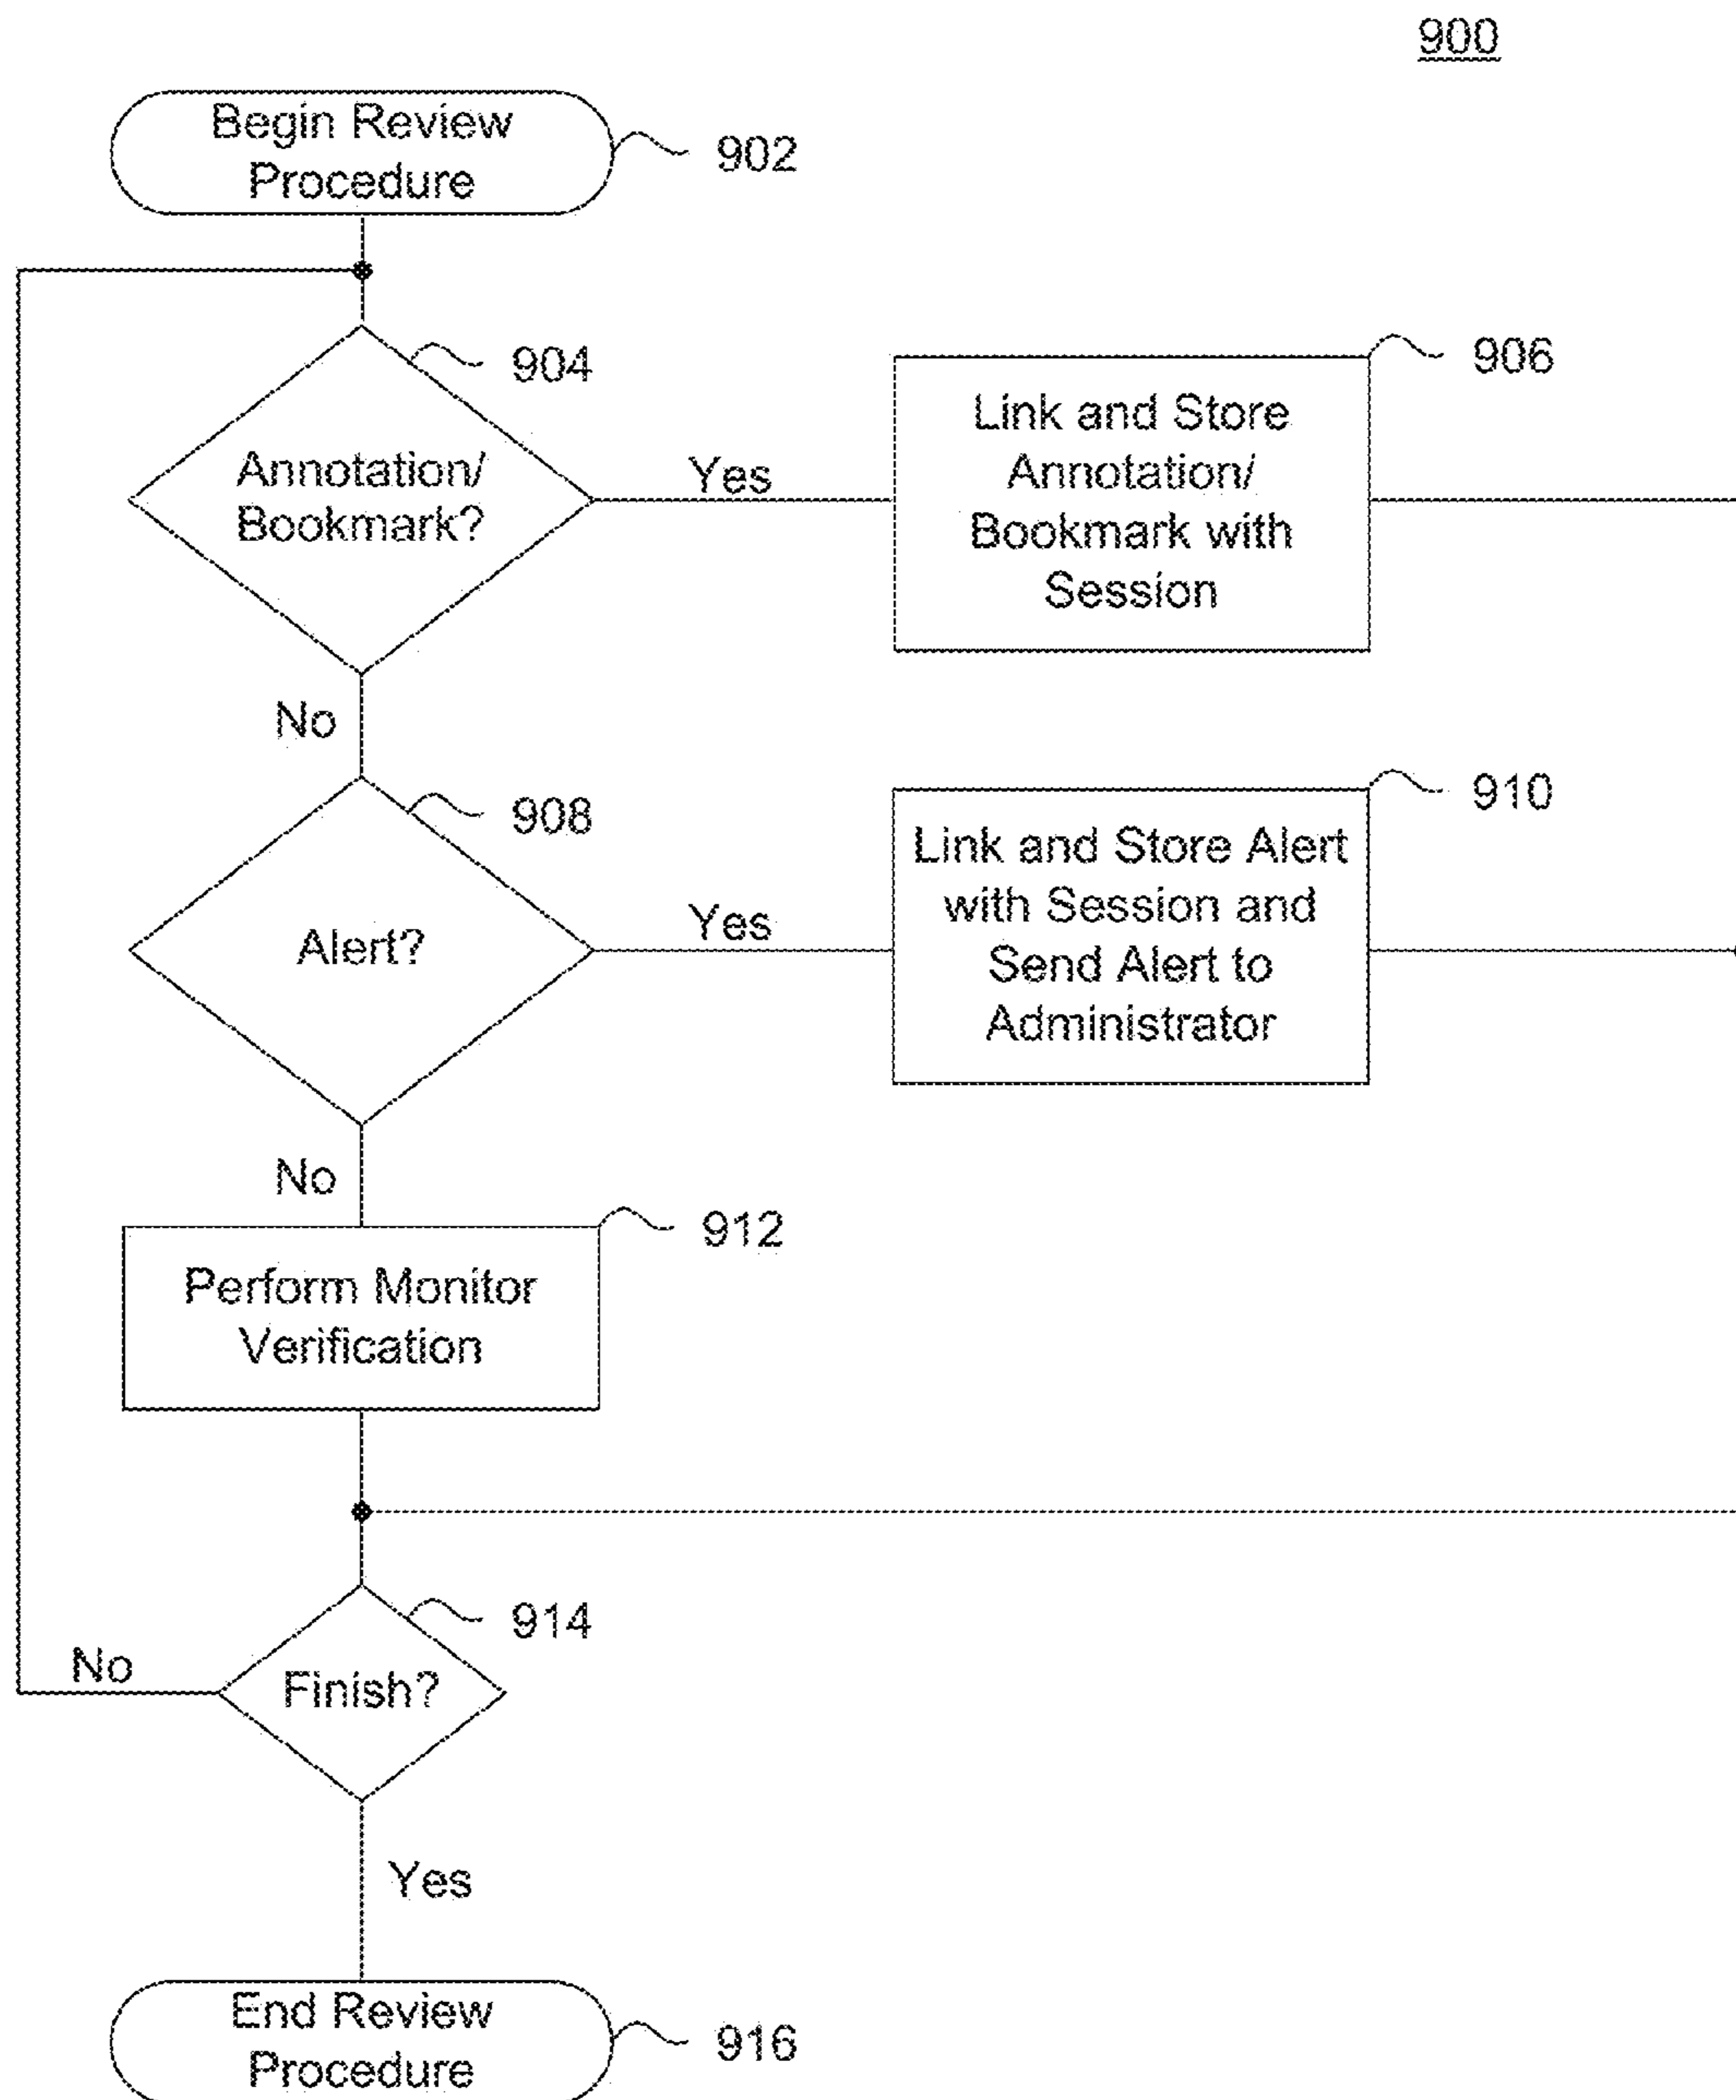 900
Begin Review
Procedure
902
904
Annotation/
Bookmark?
Yes
906
Link and Store
Annotation/
Bookmark with
Session
No
908
Alert?
Yes
910
Link and Store Alert
with Session and
Send Alert to
Administrator
No
912
Perform Monitor
Verification
914
Finish?
No
Yes
End Review
Procedure
916